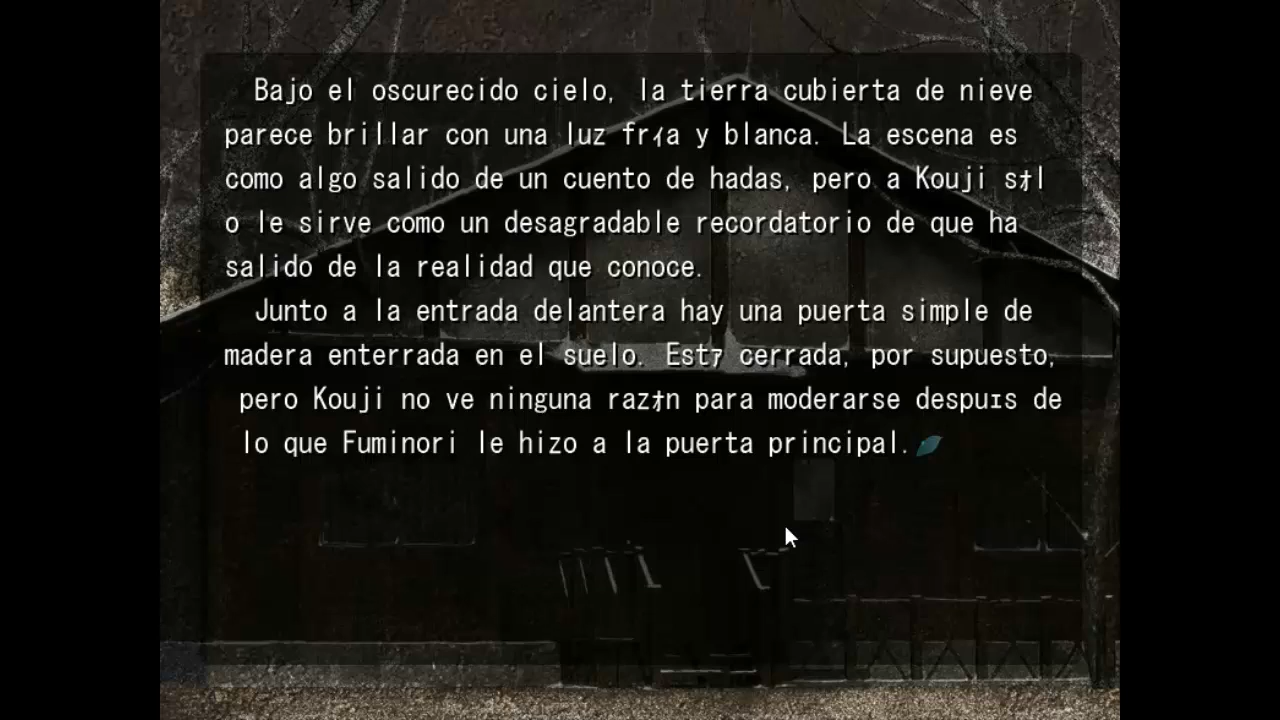 Bajo el oscurecido cielo, la tierra cubierta de nieve
parece brillar con una luz frｨa y blanca. La escena es
como algo salido de un cuento de hadas, pero a Kouji sｫl
o le sirve como un desagradable recordatorio de que ha
salido de la realidad que conoce.
Junto a la entrada delantera hay una puerta simple de
madera enterrada en el suelo. Estｧ cerrada, por supuesto,
pero Kouji no ve ninguna razｫn para moderarse despuｪs de
lo que Fuminori le hizo a la puerta principal.